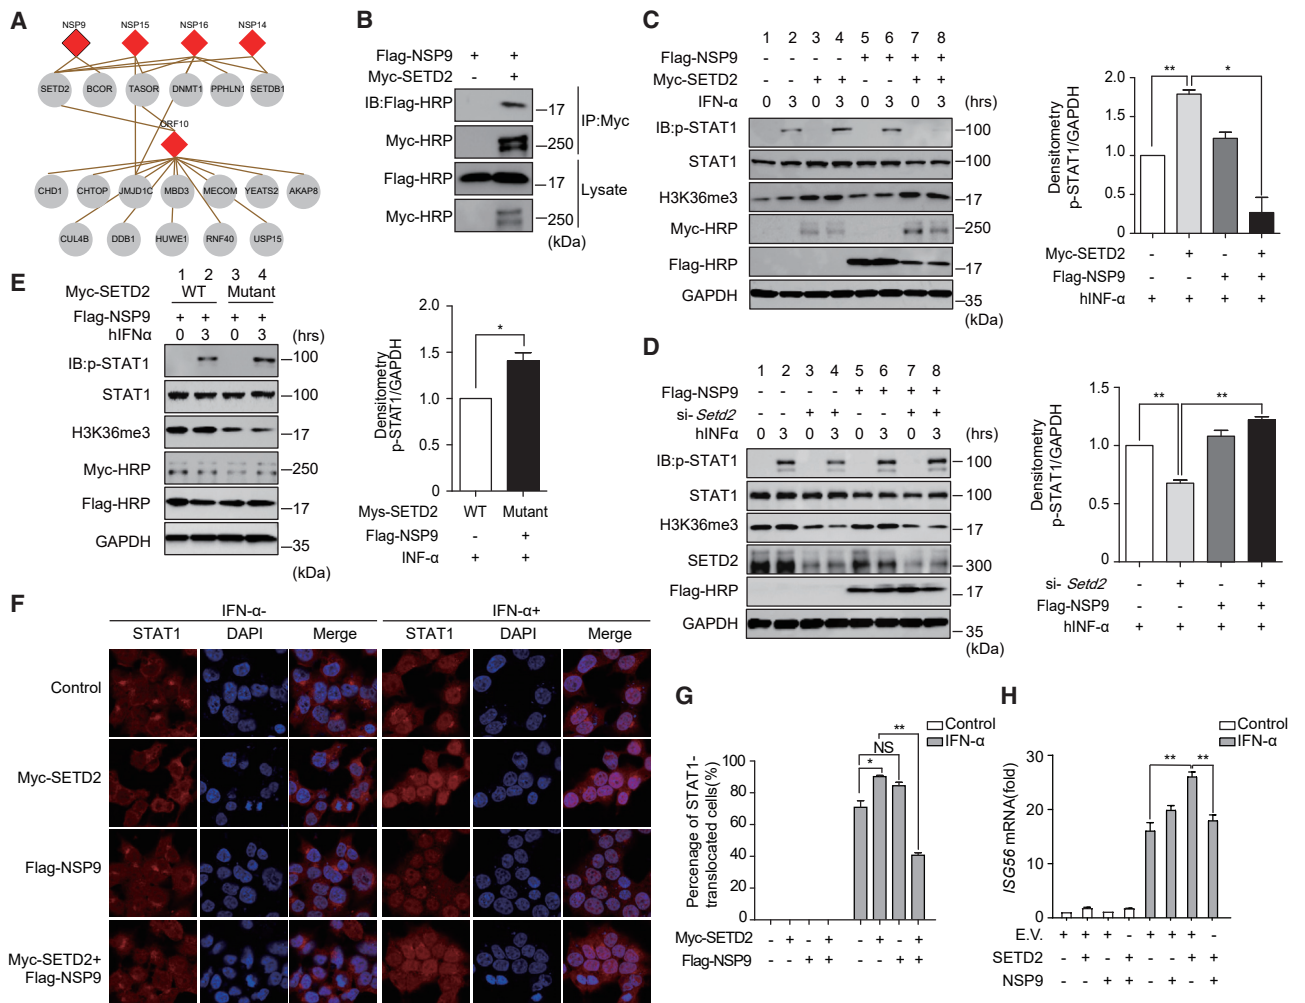 A
NSP9 NSP15 NSP16 NSP14
SETD2 BCOR TASOR DNMT1 PPHLN1 SETDB1
ORF10
CHD1 CHTOP JMJD1C MBD3 MECOM YEATS2 AKAP8
CUL4B DDB1 HUWE1 RNF40 USP15
B
Flag-NSP9 + +
Myc-SETD2 - +
IB:Flag-HRP 17
Myc-HRP 250
IP:Myc
Flag-HRP 17
Myc-HRP 250
Lysate
(kDa)
C
1 2 3 4 5 6 7 8
Flag-NSP9 - - - - + + + +
Myc-SETD2 - - + + - - + +
IFN-α 0 3 0 3 0 3 0 3 (hrs)
IB:p-STAT1 100
STAT1 100
H3K36me3 17
Myc-HRP 250
Flag-HRP 17
GAPDH 35
(kDa)
Densitometry
p-STAT1/GAPDH
2.0
1.5
1.0
0.5
0.0
** *
Myc-SETD2 - + - +
Flag-NSP9 - - + +
hINF-α + + + +
D
1 2 3 4 5 6 7 8
Flag-NSP9 - - - - + + + +
si- Setd2 - - + + - - + +
hINFα 0 3 0 3 0 3 0 3 (hrs)
IB:p-STAT1 100
STAT1 100
H3K36me3 17
SETD2 300
Flag-HRP 17
GAPDH 35
(kDa)
Densitometry
p-STAT1/GAPDH
1.5
1.0
0.5
0
** **
si- Setd2 - + - +
Flag-NSP9 - - + +
hINF-α + + + +
E
1 2 3 4
Myc-SETD2 WT Mutant
Flag-NSP9 + + + +
hIFNα 0 3 0 3 (hrs)
IB:p-STAT1 100
STAT1 100
H3K36me3 17
Myc-HRP 250
Flag-HRP 17
GAPDH 35
(kDa)
Densitometry
p-STAT1/GAPDH
2.0
1.5
1.0
0.5
0.0
*
Mys-SETD2 WT Mutant
Flag-NSP9 - +
INF-α + +
F
IFN-α- IFN-α+
STAT1 DAPI Merge STAT1 DAPI Merge
Control
Myc-SETD2
Flag-NSP9
Myc-SETD2+
Flag-NSP9
G
Control
IFN-α
Percenage of STAT1-
translocated cells(%)
100
80
60
40
20
0
**
NS
*
Myc-SETD2 - + - + - + - +
Flag-NSP9 - - + + - - + +
H
Control
IFN-α
ISG56 mRNA(fold)
30
20
10
0
** **
E.V. + + + - + + + -
SETD2 - + - + - - + +
NSP9 - - + + - + - +